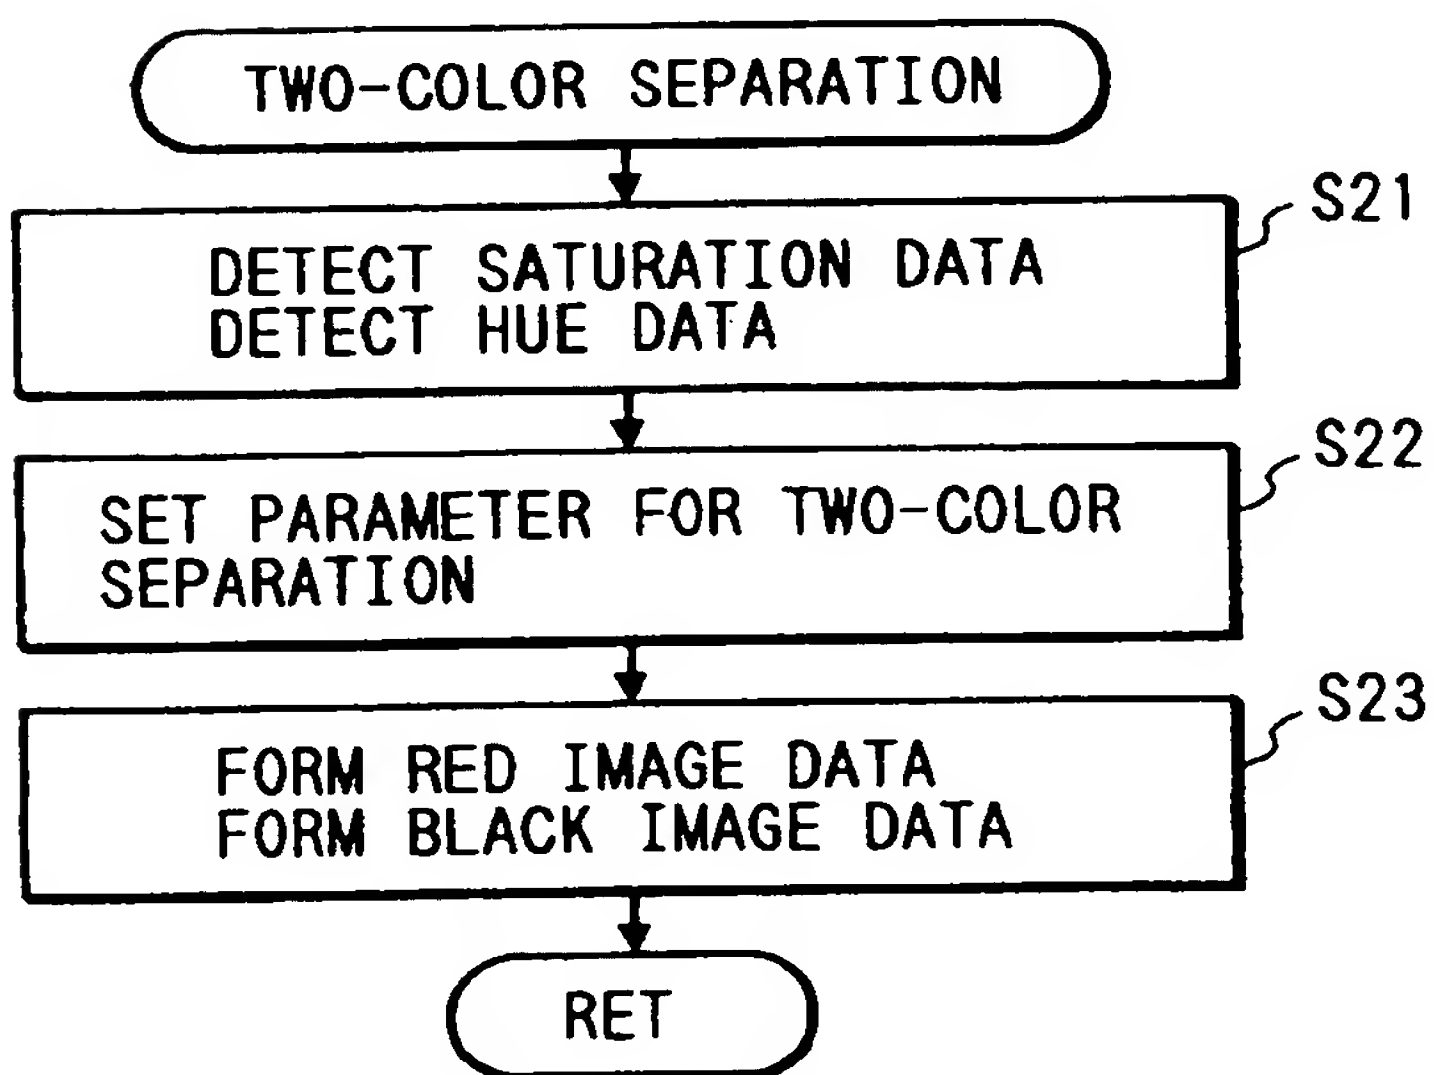 TWO-COLOR SEPARATION
S21
DETECT SATURATION DATA
DETECT HUE DATA
S22
SET PARAMETER FOR TWO-COLOR
SEPARATION
S23
FORM RED IMAGE DATA
FORM BLACK IMAGE DATA
RET